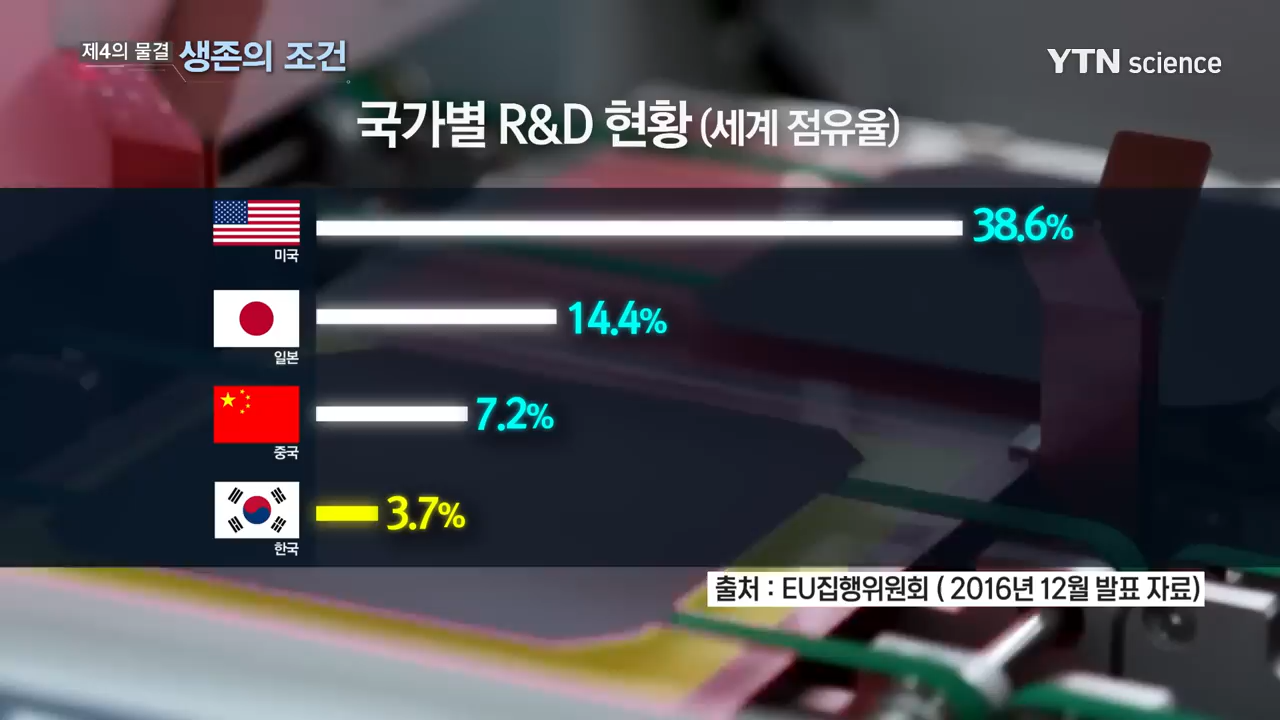 제4의 물결 생존의 조건
YTN science
국가별 R&D 현황 (세계 점유율)
38.6%
미국
14.4%
일본
7.2%
중국
3.7%
한국
출처 : EU집행위원회 ( 2016년 12월 발표 자료)